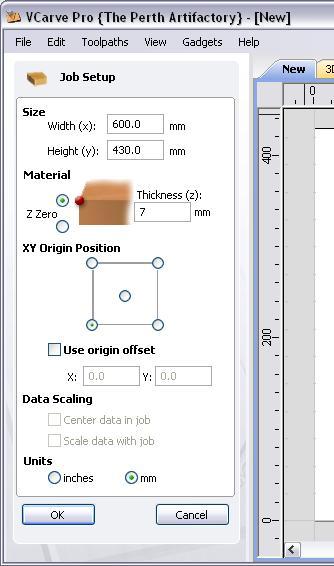 VCarve Pro {The Perth Artifactory} - [New]
File Edit Toolpaths View Gadgets Help
New
Job Setup
0
Size
Width (x): 600.0 mm
Height (y): 430.0 mm
400
Material
Thickness (z):
Z Zero 7 mm
XY Origin Position
200
Use origin offset
X: 0.0 Y: 0.0
Data Scaling
Center data in job
Scale data with job
Units
inches mm
OK Cancel
0